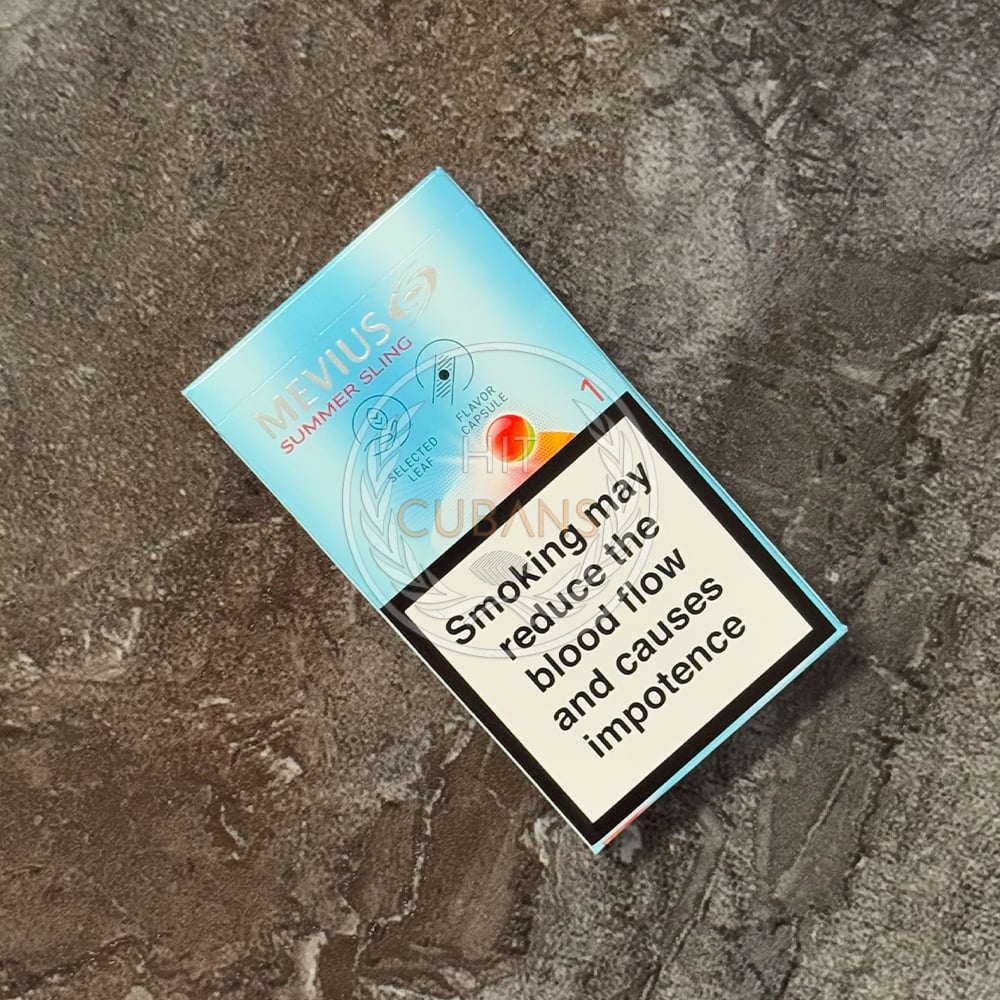 MEVIUS
SUMMER SLING
SELECTED
LEAF
FLAVOR
CAPSULE
1
HIT
CUBANS
Smoking may
reduce the
blood flow
and causes
impotence